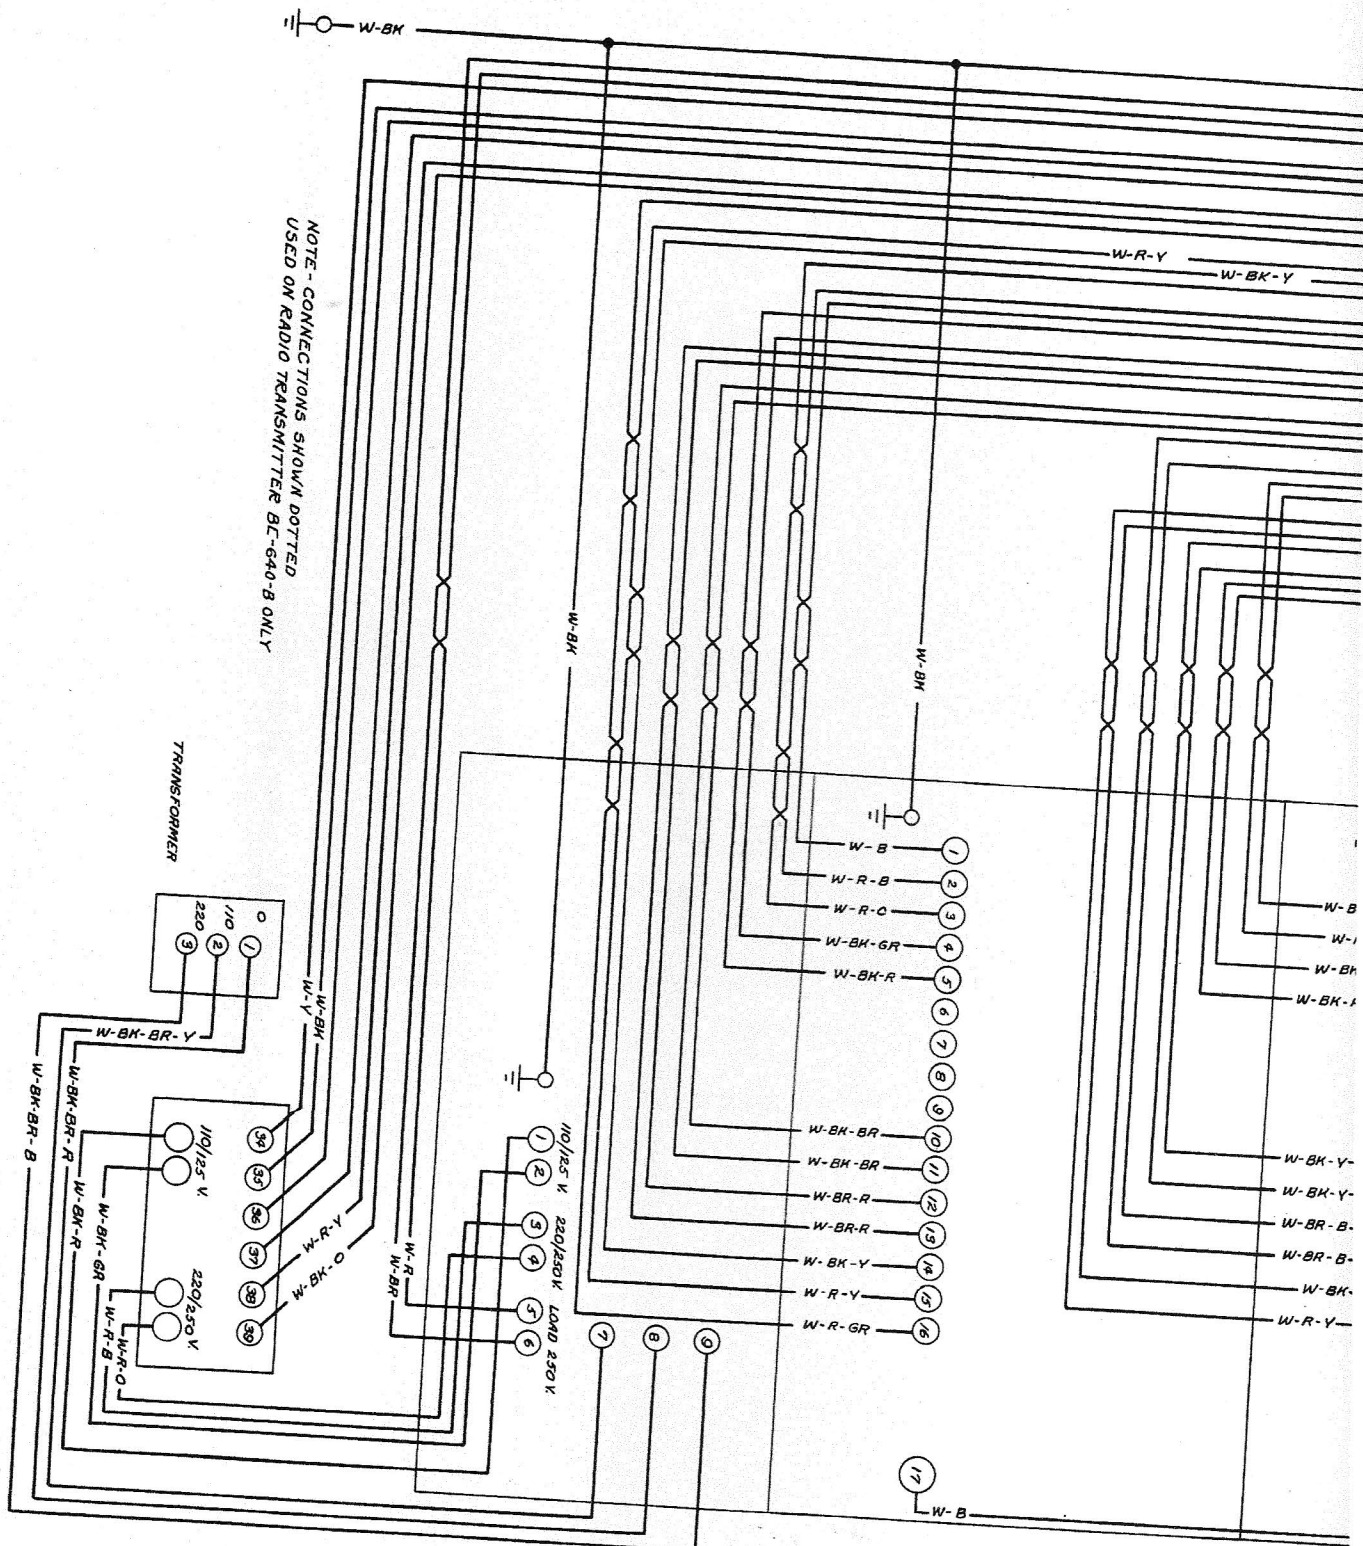 W-BK
NOTE - CONNECTIONS SHOWN DOTTED
USED ON RADIO TRANSMITTER BC-640-B ONLY
W-R-Y
W-BK-Y
W-BK
W-BK
TRANSFORMER
0
110
220
1
2
3
W-BK
W-Y
W-BK-BR-Y
W-BK-BR-B
W-BK-BR-R
W-BK-R
W-BK-GR
W-R-B
W-R-O
110/125 V.
220/250 V.
34
35
36
37
38
39
W-R-Y
W-BK-O
W-R
W-BR
1
2
3
4
5
6
110/125 V.
220/250 V.
LOAD 250 V.
7
8
9
W-B
1
W-R-B
2
W-R-O
3
W-BK-GR
4
W-BK-R
5
6
7
8
9
W-BK-BR
10
W-BK-BR
11
W-BR-R
12
W-BR-R
13
W-BK-Y
14
W-R-Y
15
W-R-GR
16
17
W-B
W-B
W-
W-BK
W-BK-
W-BK-Y-
W-BK-Y-
W-BR-B-
W-BR-B-
W-BK-
W-R-Y